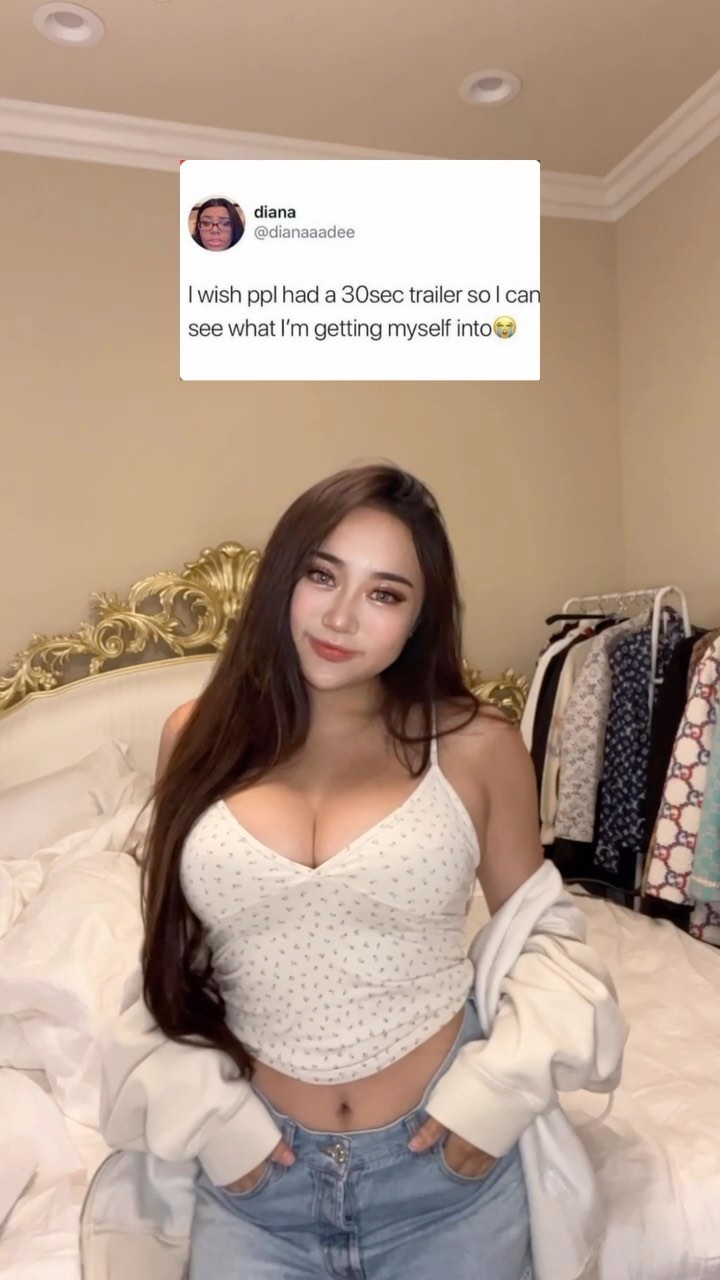 diana
@dianaaadee
I wish ppl had a 30sec trailer so I can
see what I’m getting myself into😭